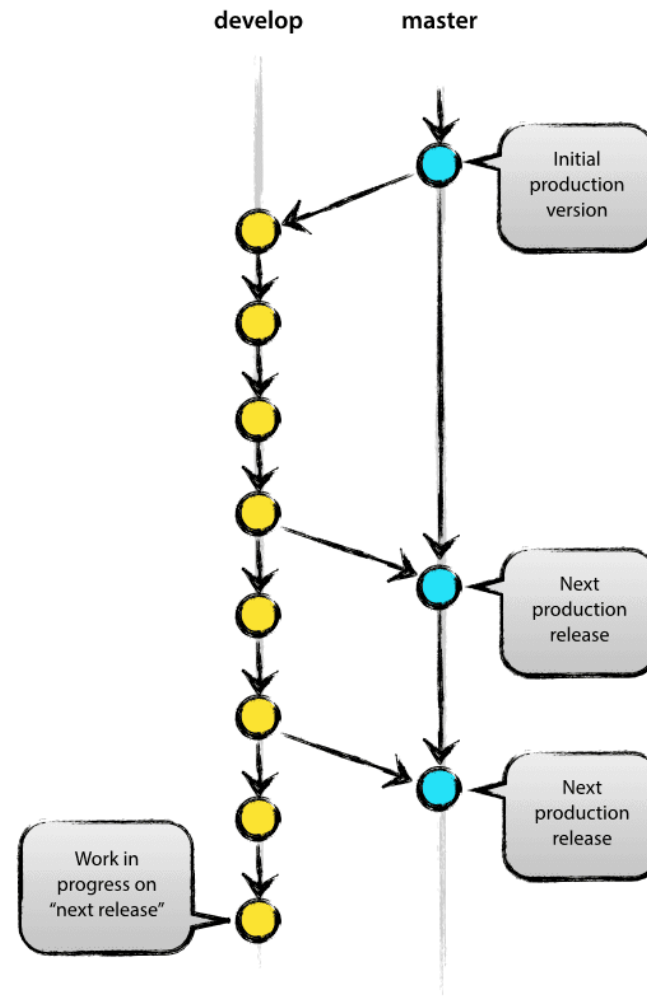 develop
master
Initial
production
version
Next
production
release
Next
production
release
Work in
progress on
“next release”